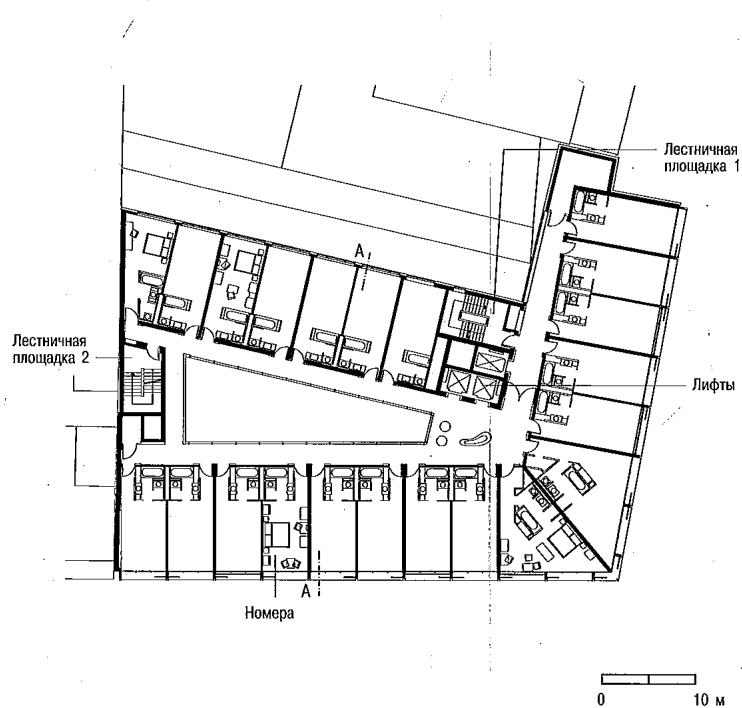 Лестничная
площадка 1
А
Лестничная
площадка 2
Лифты
А
Номера
0 10 м